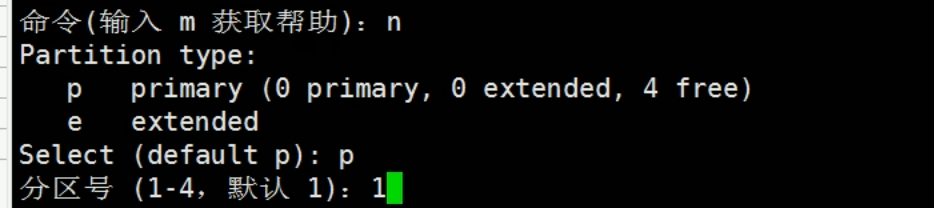 命令(输入 m 获取帮助)：n
Partition type:
   p   primary (0 primary, 0 extended, 4 free)
   e   extended
Select (default p): p
分区号 (1-4，默认 1)：1